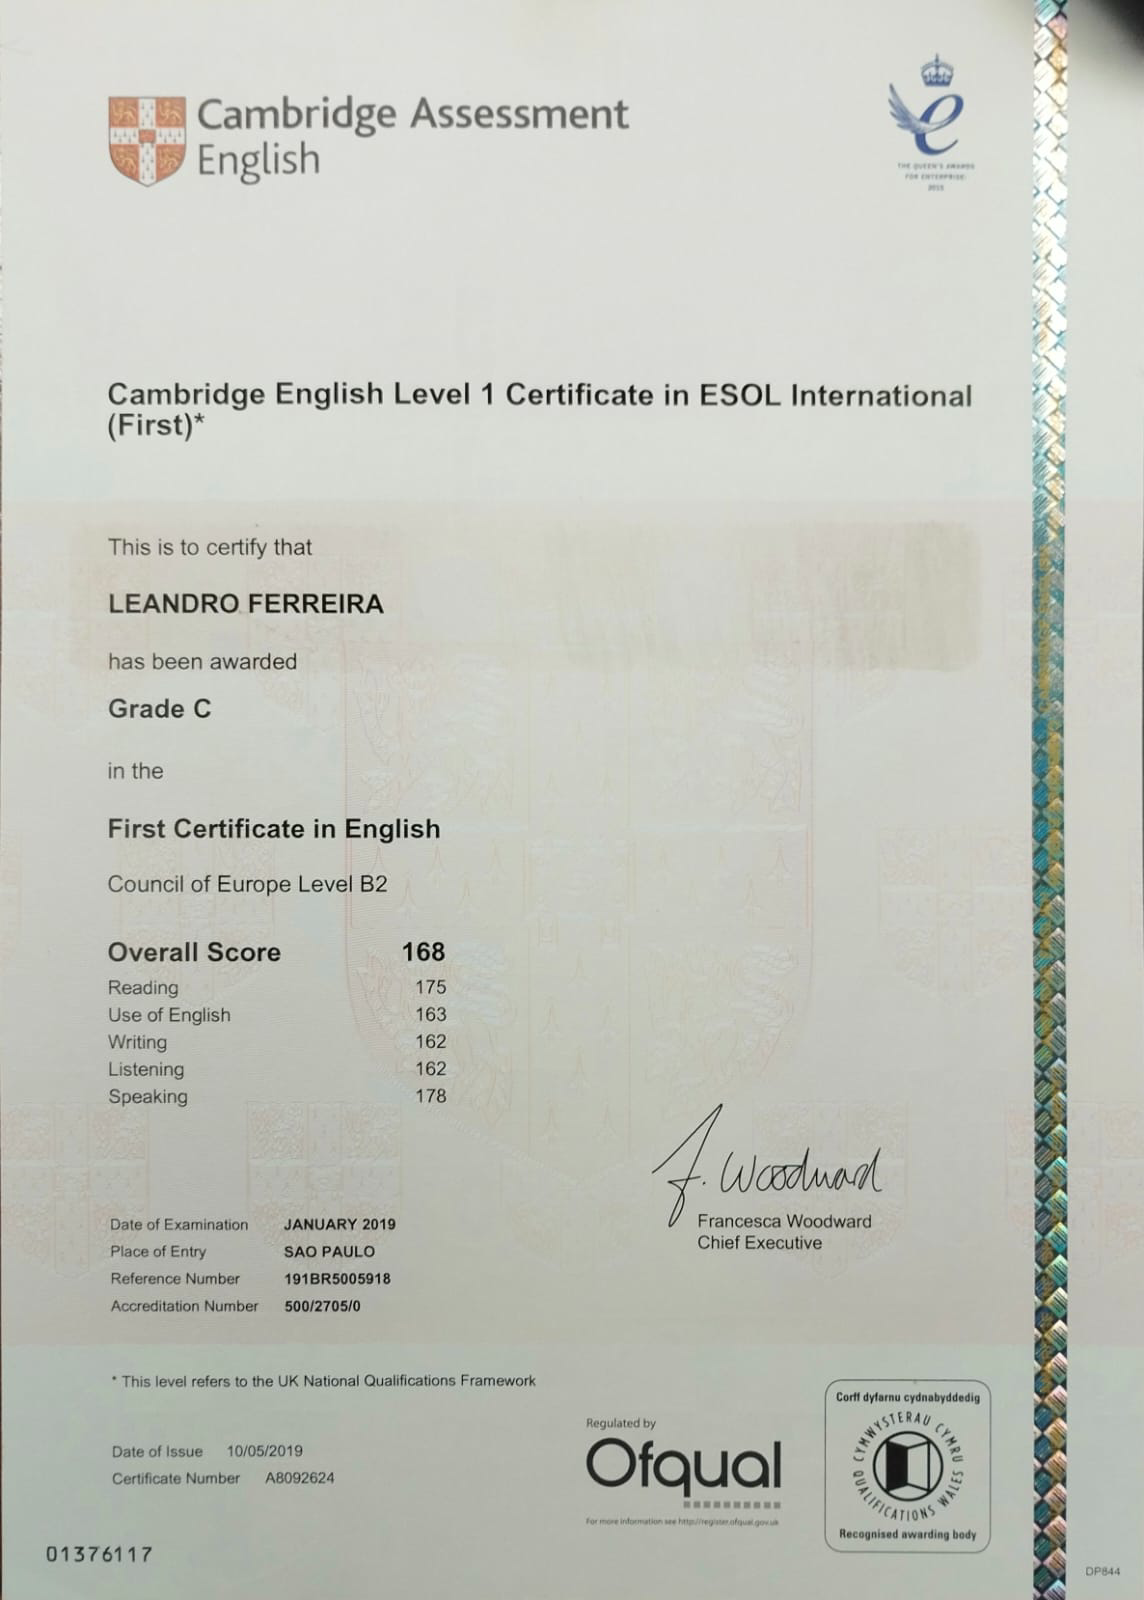 Cambridge Assessment
English
THE QUEEN'S AWARDS
FOR ENTERPRISE:
2015
Cambridge English Level 1 Certificate in ESOL International
(First)*
This is to certify that
LEANDRO FERREIRA
has been awarded
Grade C
in the
First Certificate in English
Council of Europe Level B2
Overall Score 168
Reading 175
Use of English 163
Writing 162
Listening 162
Speaking 178
F. Woodward
Francesca Woodward
Chief Executive
Date of Examination JANUARY 2019
Place of Entry SAO PAULO
Reference Number 191BR5005918
Accreditation Number 500/2705/0
* This level refers to the UK National Qualifications Framework
Date of Issue 10/05/2019
Certificate Number A8092624
Regulated by
Ofqual
For more information see http://register.ofqual.gov.uk
Corff dyfarnu cydnabyddedig
CYMWYSTERAU CYMRU
QUALIFICATIONS WALES
Recognised awarding body
01376117
DP844